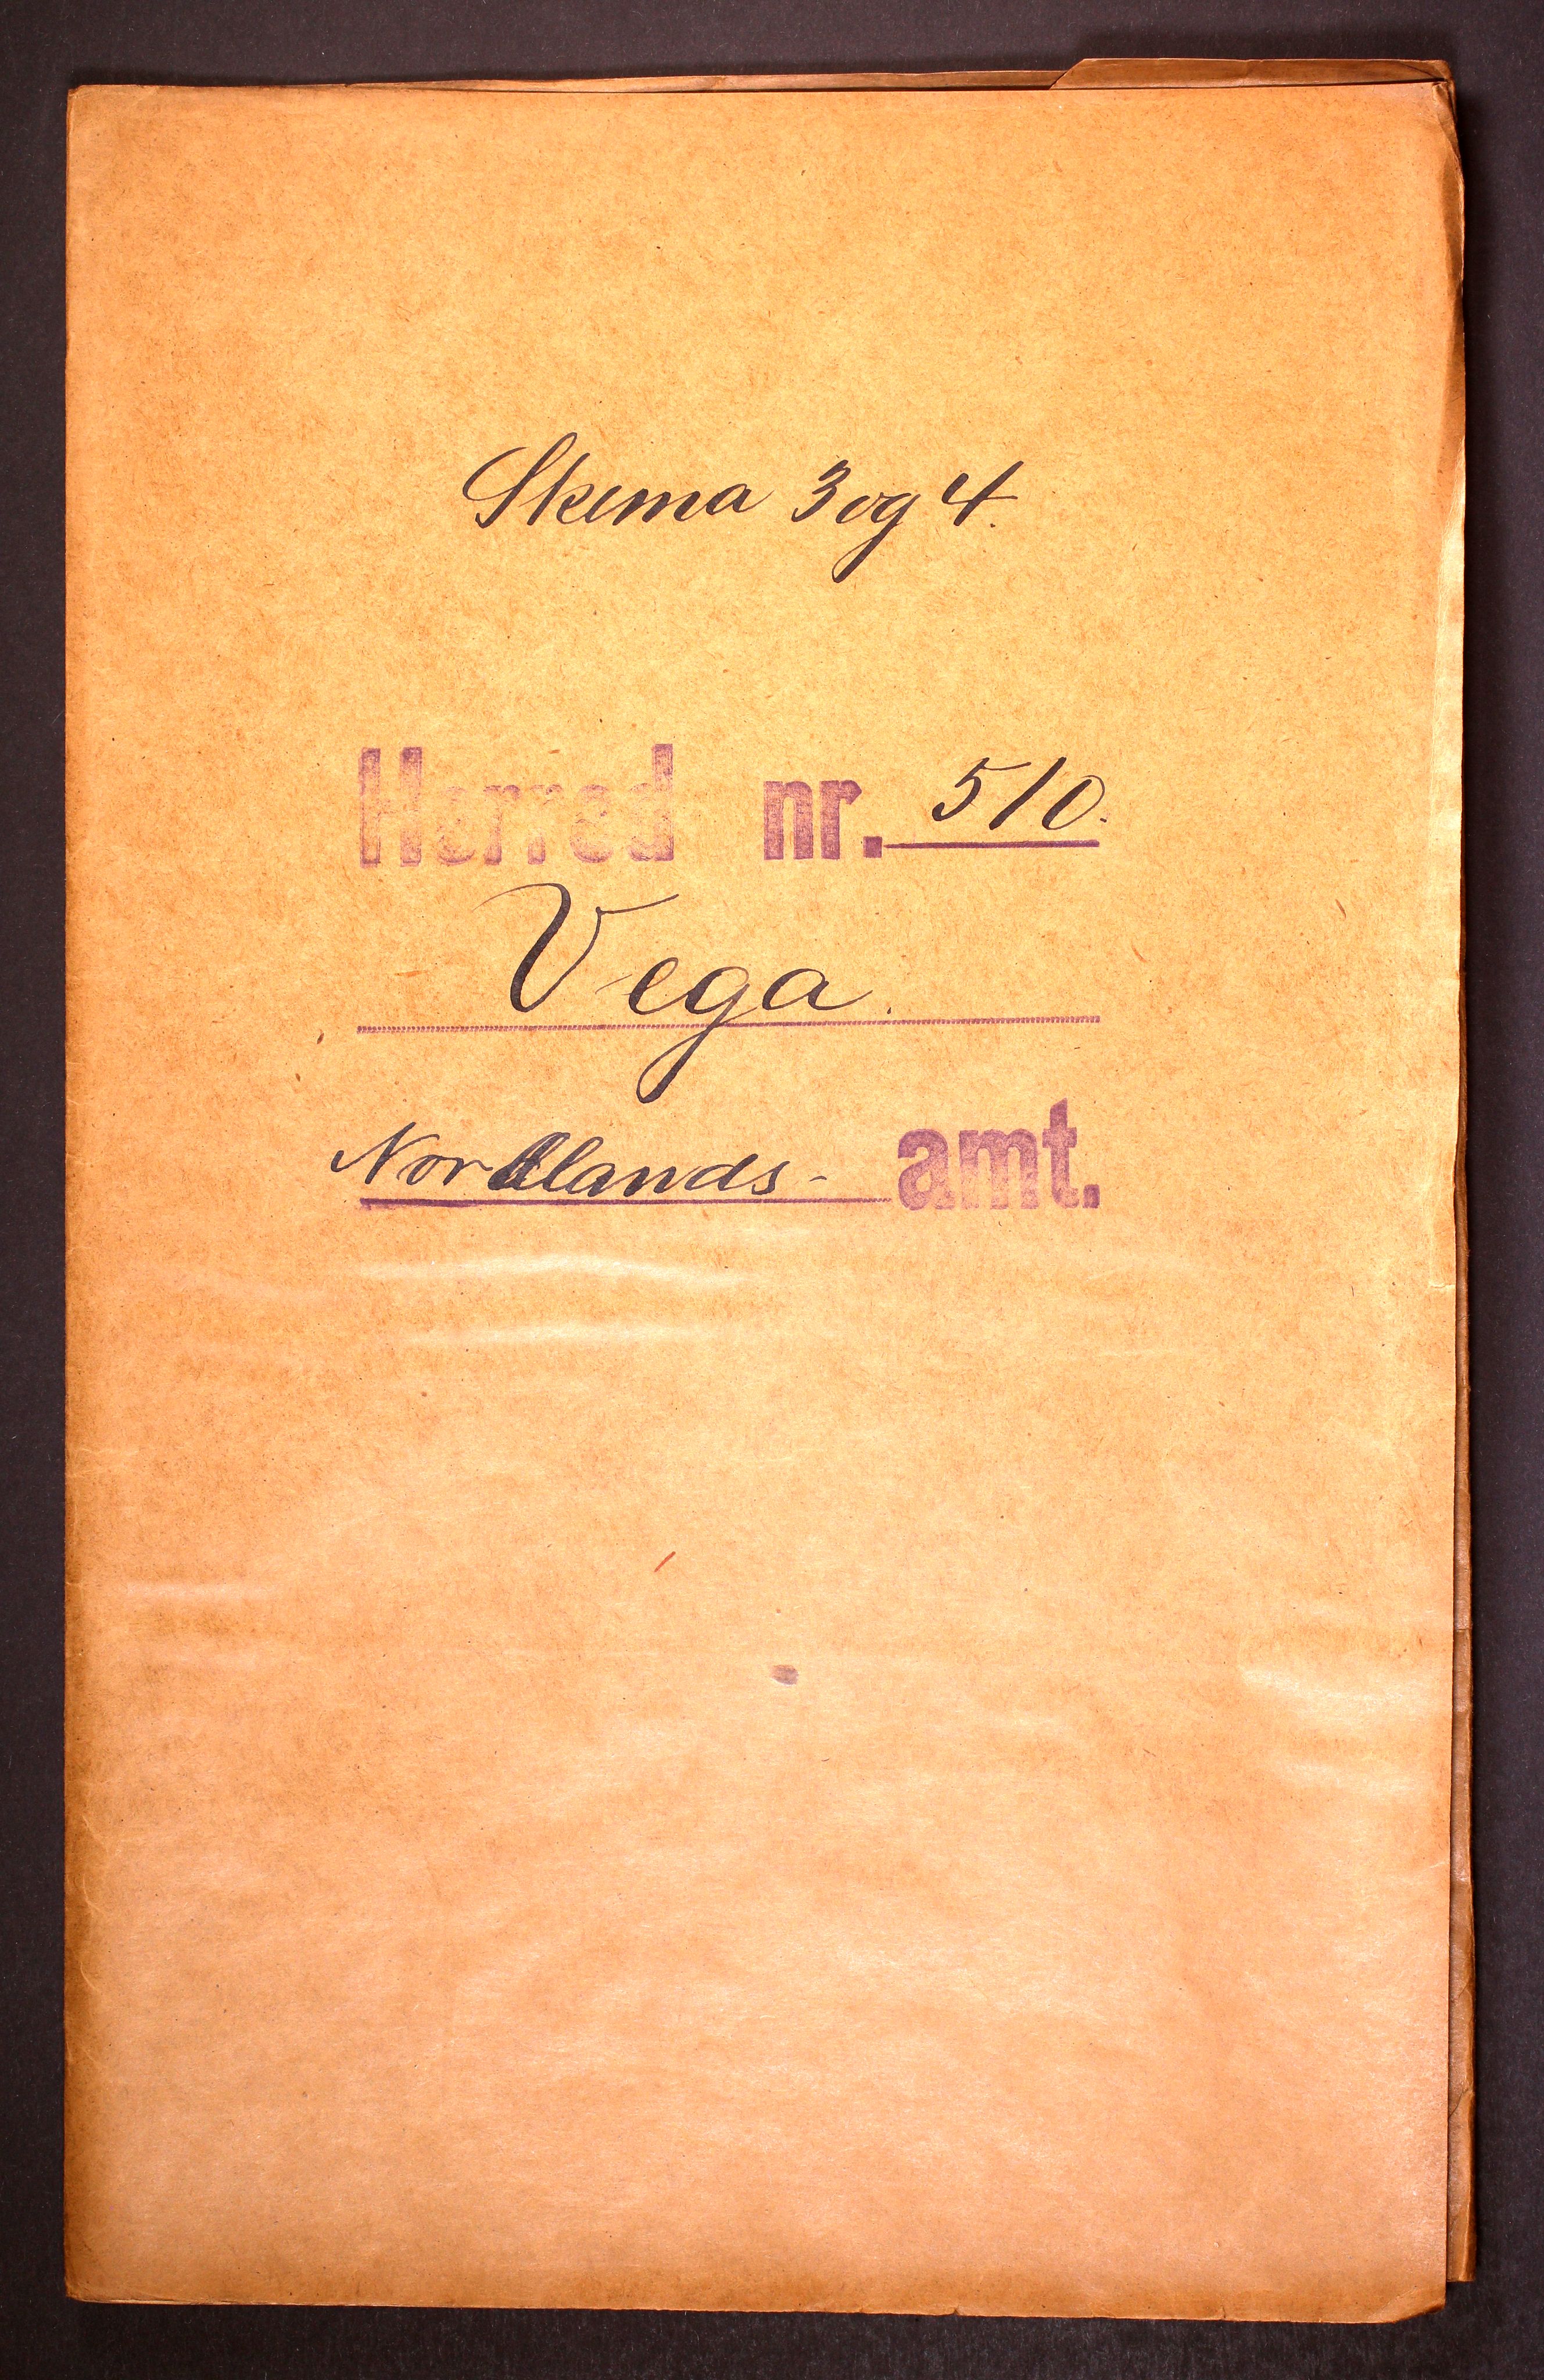 Skema 3 og 4.
Herred nr. 510.
Vega.
Nordlands- amt.